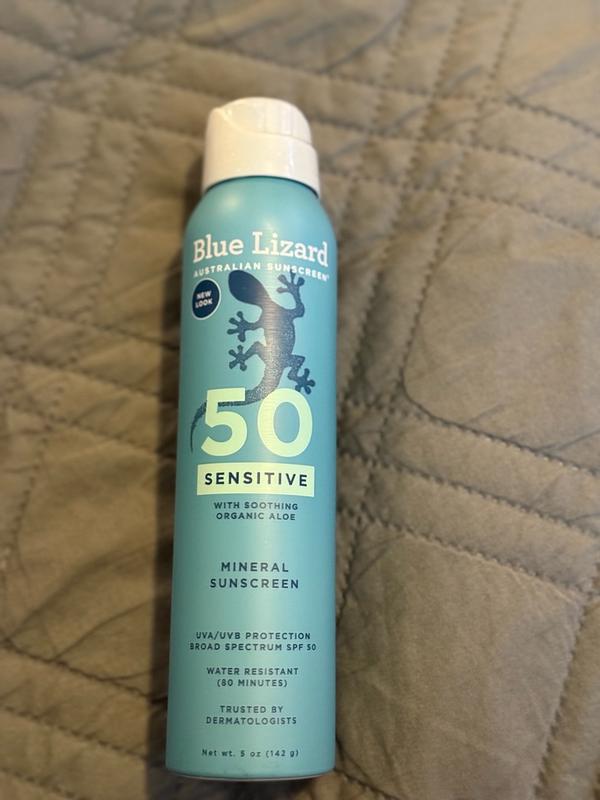 Blue Lizard
AUSTRALIAN SUNSCREEN®
NEW
LOOK
50
SENSITIVE
WITH SOOTHING
ORGANIC ALOE
MINERAL
SUNSCREEN
UVA/UVB PROTECTION
BROAD SPECTRUM SPF 50
WATER RESISTANT
(80 MINUTES)
TRUSTED BY
DERMATOLOGISTS
Net wt. 5 oz (142 g)